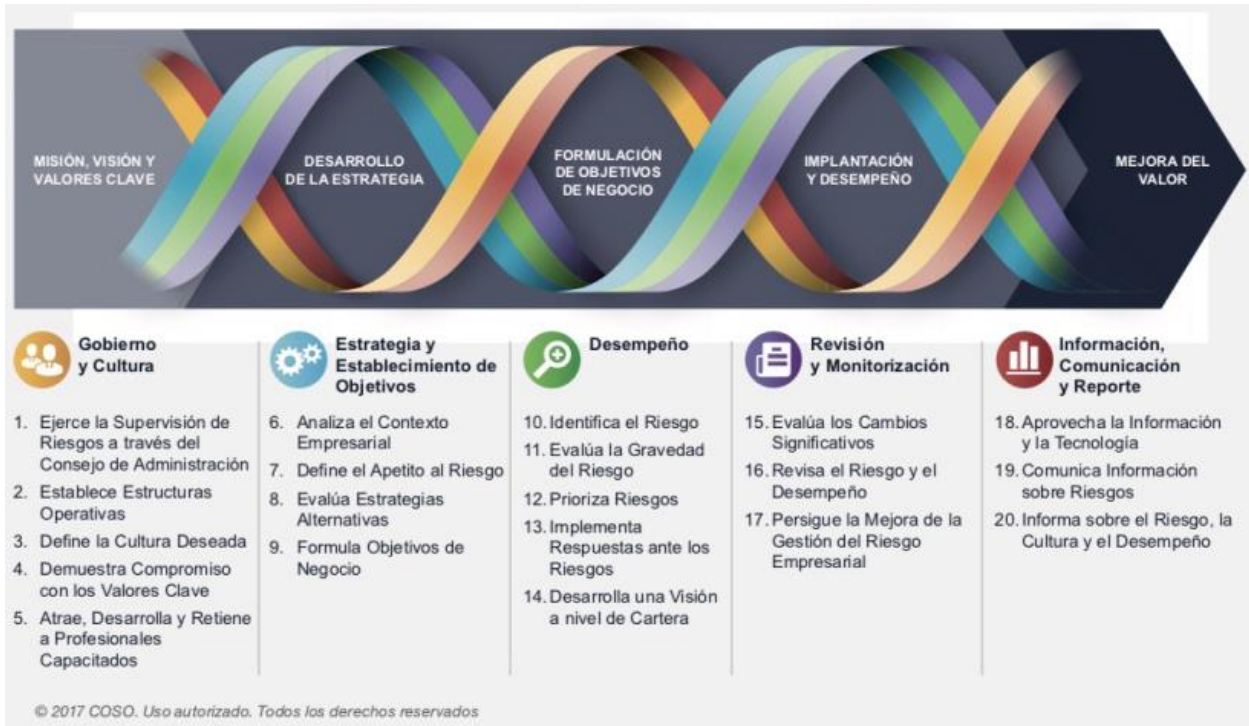 MISIÓN, VISIÓN Y
VALORES CLAVE
DESARROLLO
DE LA ESTRATEGIA
FORMULACIÓN
DE OBJETIVOS
DE NEGOCIO
IMPLANTACIÓN
Y DESEMPEÑO
MEJORA DEL
VALOR
Gobierno
y Cultura
1. Ejerce la Supervisión de
Riesgos a través del
Consejo de Administración
2. Establece Estructuras
Operativas
3. Define la Cultura Deseada
4. Demuestra Compromiso
con los Valores Clave
5. Atrae, Desarrolla y Retiene
a Profesionales
Capacitados
Estrategia y
Establecimiento de
Objetivos
6. Analiza el Contexto
Empresarial
7. Define el Apetito al Riesgo
8. Evalúa Estrategias
Alternativas
9. Formula Objetivos de
Negocio
Desempeño
10. Identifica el Riesgo
11. Evalúa la Gravedad
del Riesgo
12. Prioriza Riesgos
13. Implementa
Respuestas ante los
Riesgos
14. Desarrolla una Visión
a nivel de Cartera
Revisión
y Monitorización
15. Evalúa los Cambios
Significativos
16. Revisa el Riesgo y el
Desempeño
17. Persigue la Mejora de la
Gestión del Riesgo
Empresarial
Información,
Comunicación
y Reporte
18. Aprovecha la Información
y la Tecnología
19. Comunica Información
sobre Riesgos
20. Informa sobre el Riesgo, la
Cultura y el Desempeño
© 2017 COSO. Uso autorizado. Todos los derechos reservados